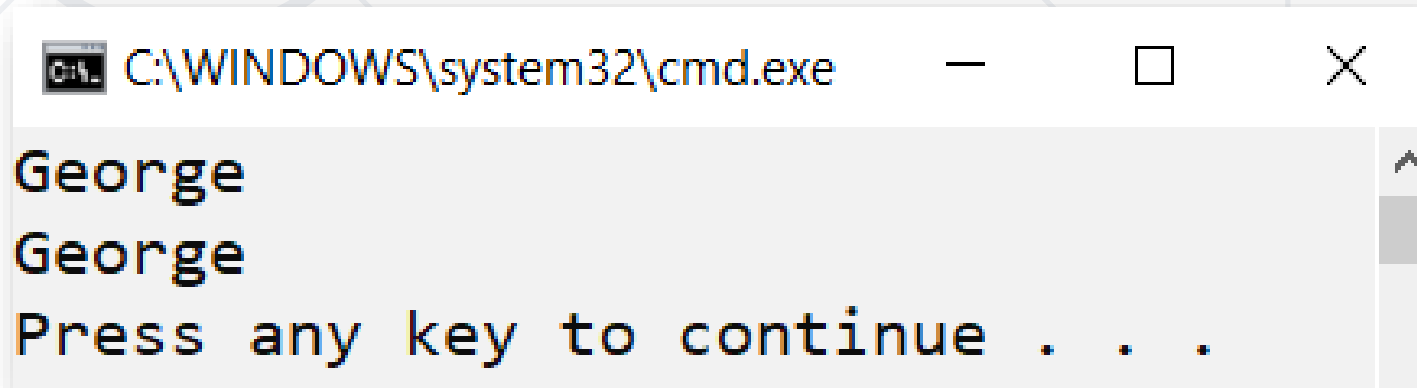 C:\WINDOWS\system32\cmd.exe
George
George
Press any key to continue . . .